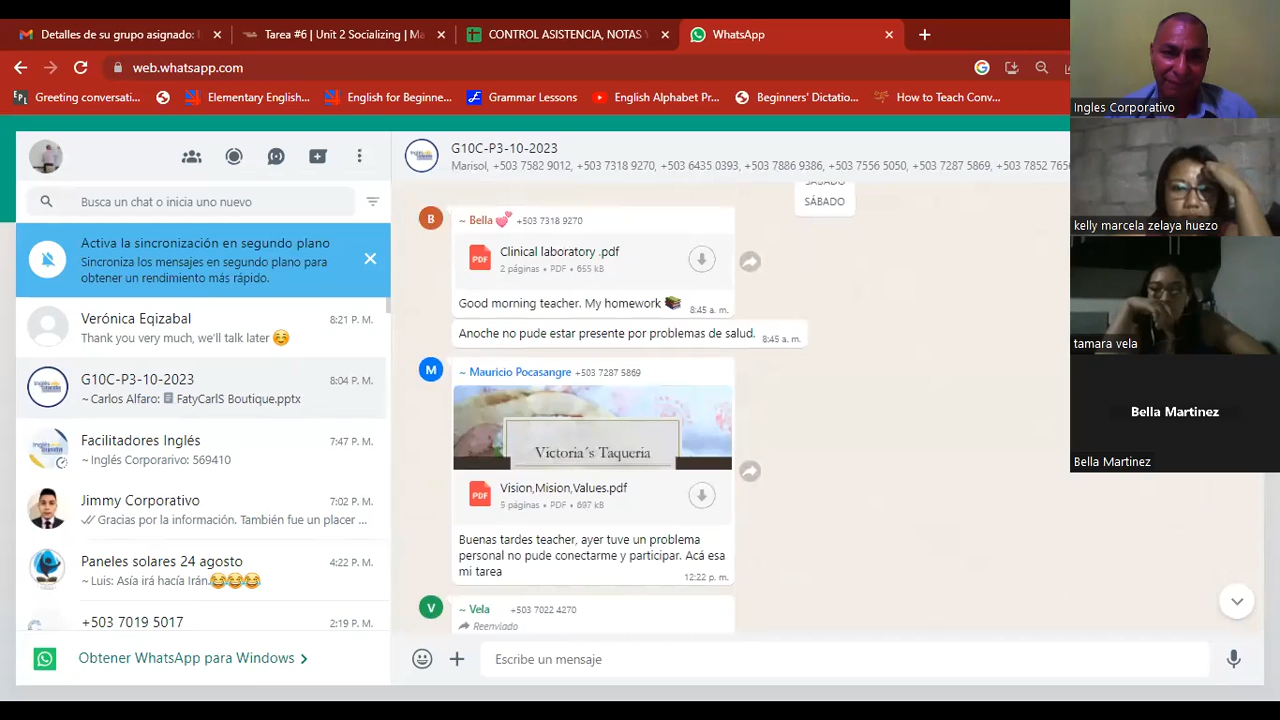 Detalles de su grupo asignado: I
Tarea #6 | Unit 2 Socializing | Ma
CONTROL ASISTENCIA, NOTAS Y
WhatsApp
web.whatsapp.com
Greeting conversati...
Elementary English...
English for Beginne...
Grammar Lessons
English Alphabet Pr...
Beginners' Dictatio...
How to Teach Conv...
Busca un chat o inicia uno nuevo
Activa la sincronización en segundo plano
Sincroniza los mensajes en segundo plano para
obtener un rendimiento más rápido.
Verónica Eqizabal
8:21 P. M.
Thank you very much, we'll talk later ☺️
G10C-P3-10-2023
8:04 P. M.
~ Carlos Alfaro: FatyCarlS Boutique.pptx
Facilitadores Inglés
7:47 P. M.
~ Inglés Corporarivo: 569410
Jimmy Corporativo
7:02 P. M.
Gracias por la información. También fue un placer ...
Paneles solares 24 agosto
4:22 P. M.
~ Luis: Asía irá hacía Irán.😂😂😂
+503 7019 5017
2:19 P. M.
Obtener WhatsApp para Windows
G10C-P3-10-2023
Marisol, +503 7582 9012, +503 7318 9270, +503 6435 0393, +503 7886 9386, +503 7556 5050, +503 7287 5869, +503 7852 765
SÁBADO
SÁBADO
B
~ Bella 💞 +503 7318 9270
PDF
Clinical laboratory .pdf
2 páginas • PDF • 655 kB
Good morning teacher. My homework 📚
8:45 a. m.
Anoche no pude estar presente por problemas de salud.
8:45 a. m.
M
~ Mauricio Pocasangre +503 7287 5869
Victoria´s Taqueria
PDF
Vision,Mision,Values.pdf
9 páginas • PDF • 697 kB
Buenas tardes teacher, ayer tuve un problema
personal no pude conectarme y participar. Acá esa
mi tarea
12:22 p. m.
V
~ Vela +503 7022 4270
Reenviado
Escribe un mensaje
Ingles Corporativo
kelly marcela zelaya huezo
tamara vela
Bella Martinez
Bella Martinez